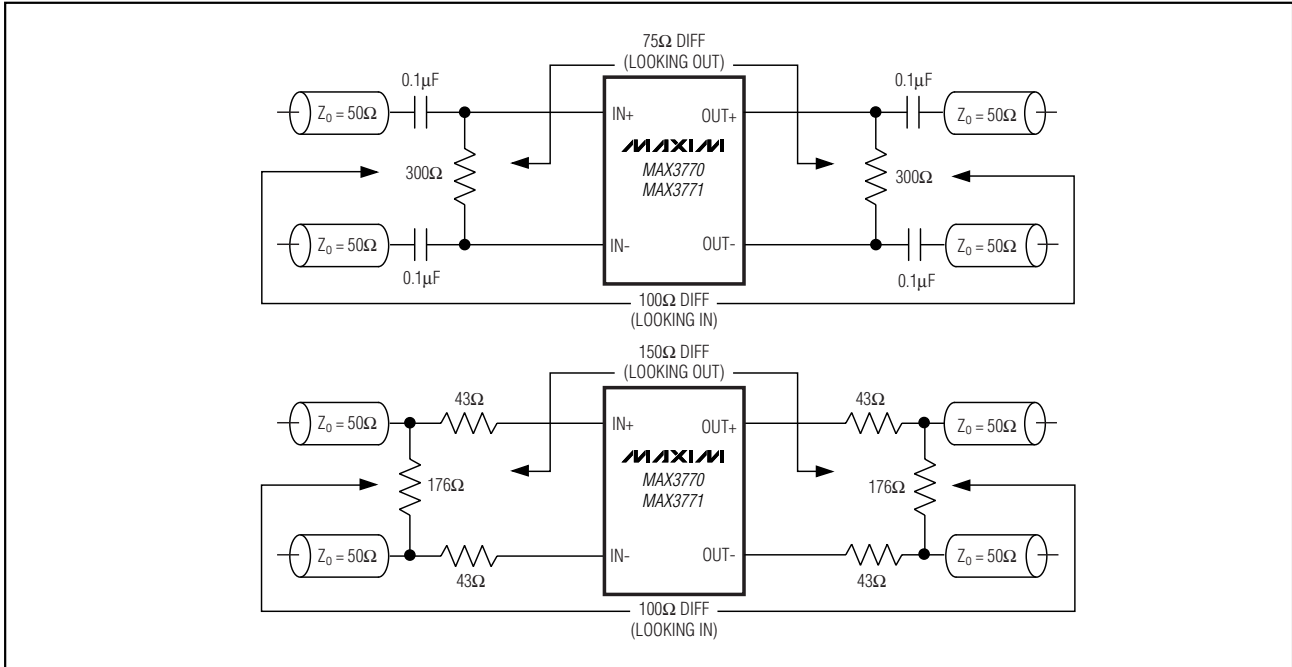 75Ω DIFF
(LOOKING OUT)
0.1µF
0.1µF
Z0 = 50Ω
IN+
OUT+
Z0 = 50Ω
MAXIM
300Ω
MAX3770
MAX3771
300Ω
Z0 = 50Ω
IN-
OUT-
Z0 = 50Ω
0.1µF
0.1µF
100Ω DIFF
(LOOKING IN)
150Ω DIFF
(LOOKING OUT)
43Ω
43Ω
Z0 = 50Ω
IN+
OUT+
Z0 = 50Ω
MAXIM
176Ω
MAX3770
MAX3771
176Ω
Z0 = 50Ω
IN-
OUT-
Z0 = 50Ω
43Ω
43Ω
100Ω DIFF
(LOOKING IN)